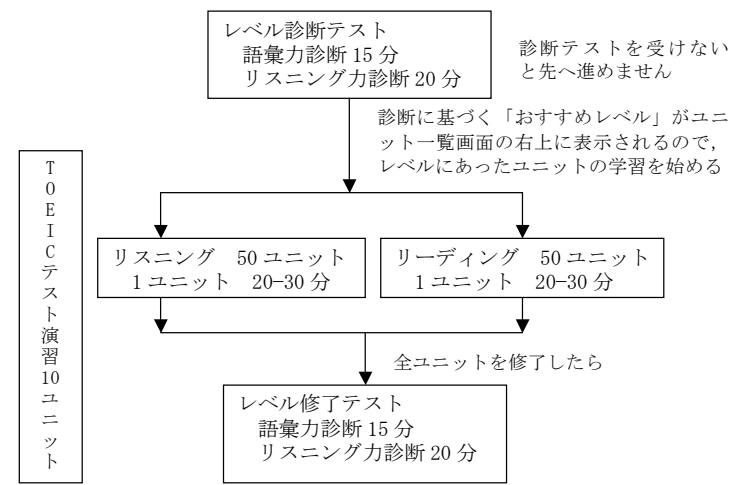 レベル診断テスト
語彙力診断 15 分
リスニング力診断 20 分
診断テストを受けない
と先へ進めません
診断に基づく「おすすめレベル」がユニ
ット一覧画面の右上に表示されるので，
レベルにあったユニットの学習を始める
TOEICテスト演習10ユニット
リスニング　50 ユニット
1 ユニット　20−30 分
リーディング　50 ユニット
1 ユニット　20−30 分
全ユニットを修了したら
レベル修了テスト
語彙力診断 15 分
リスニング力診断 20 分